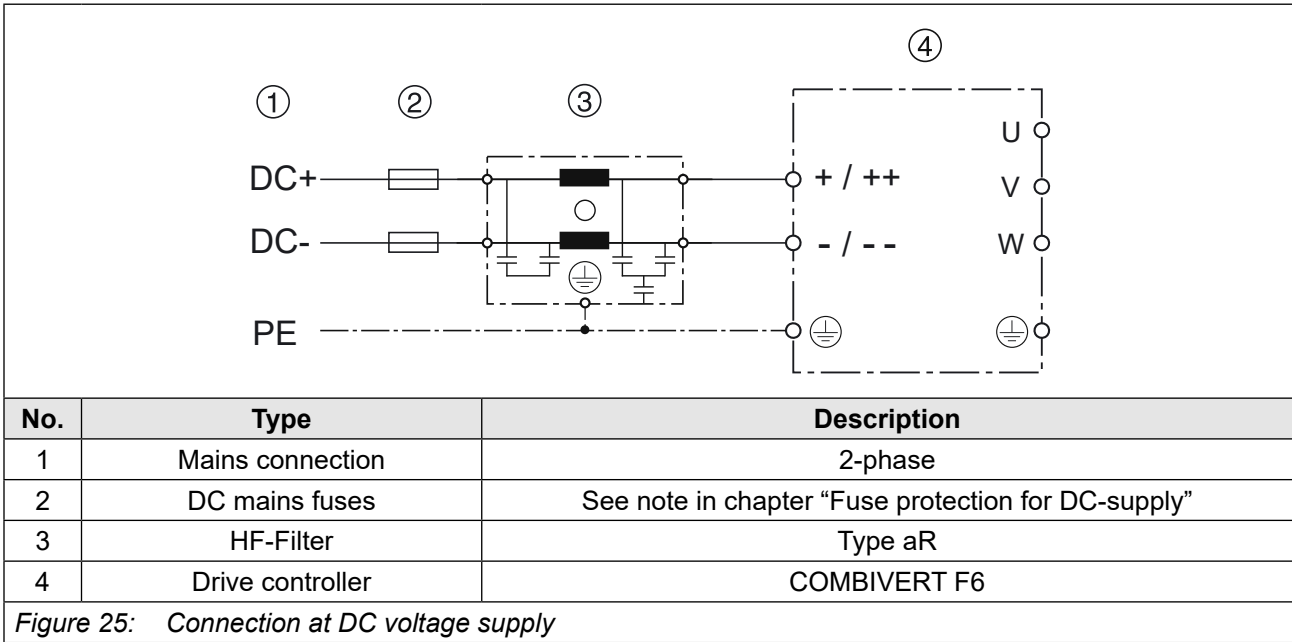 ④
① ② ③
U
DC+ + / ++ V
DC- - / - - W
PE
No. Type Description
1 Mains connection 2-phase
2 DC mains fuses See note in chapter “Fuse protection for DC-supply”
3 HF-Filter Type aR
4 Drive controller COMBIVERT F6
Figure 25: Connection at DC voltage supply